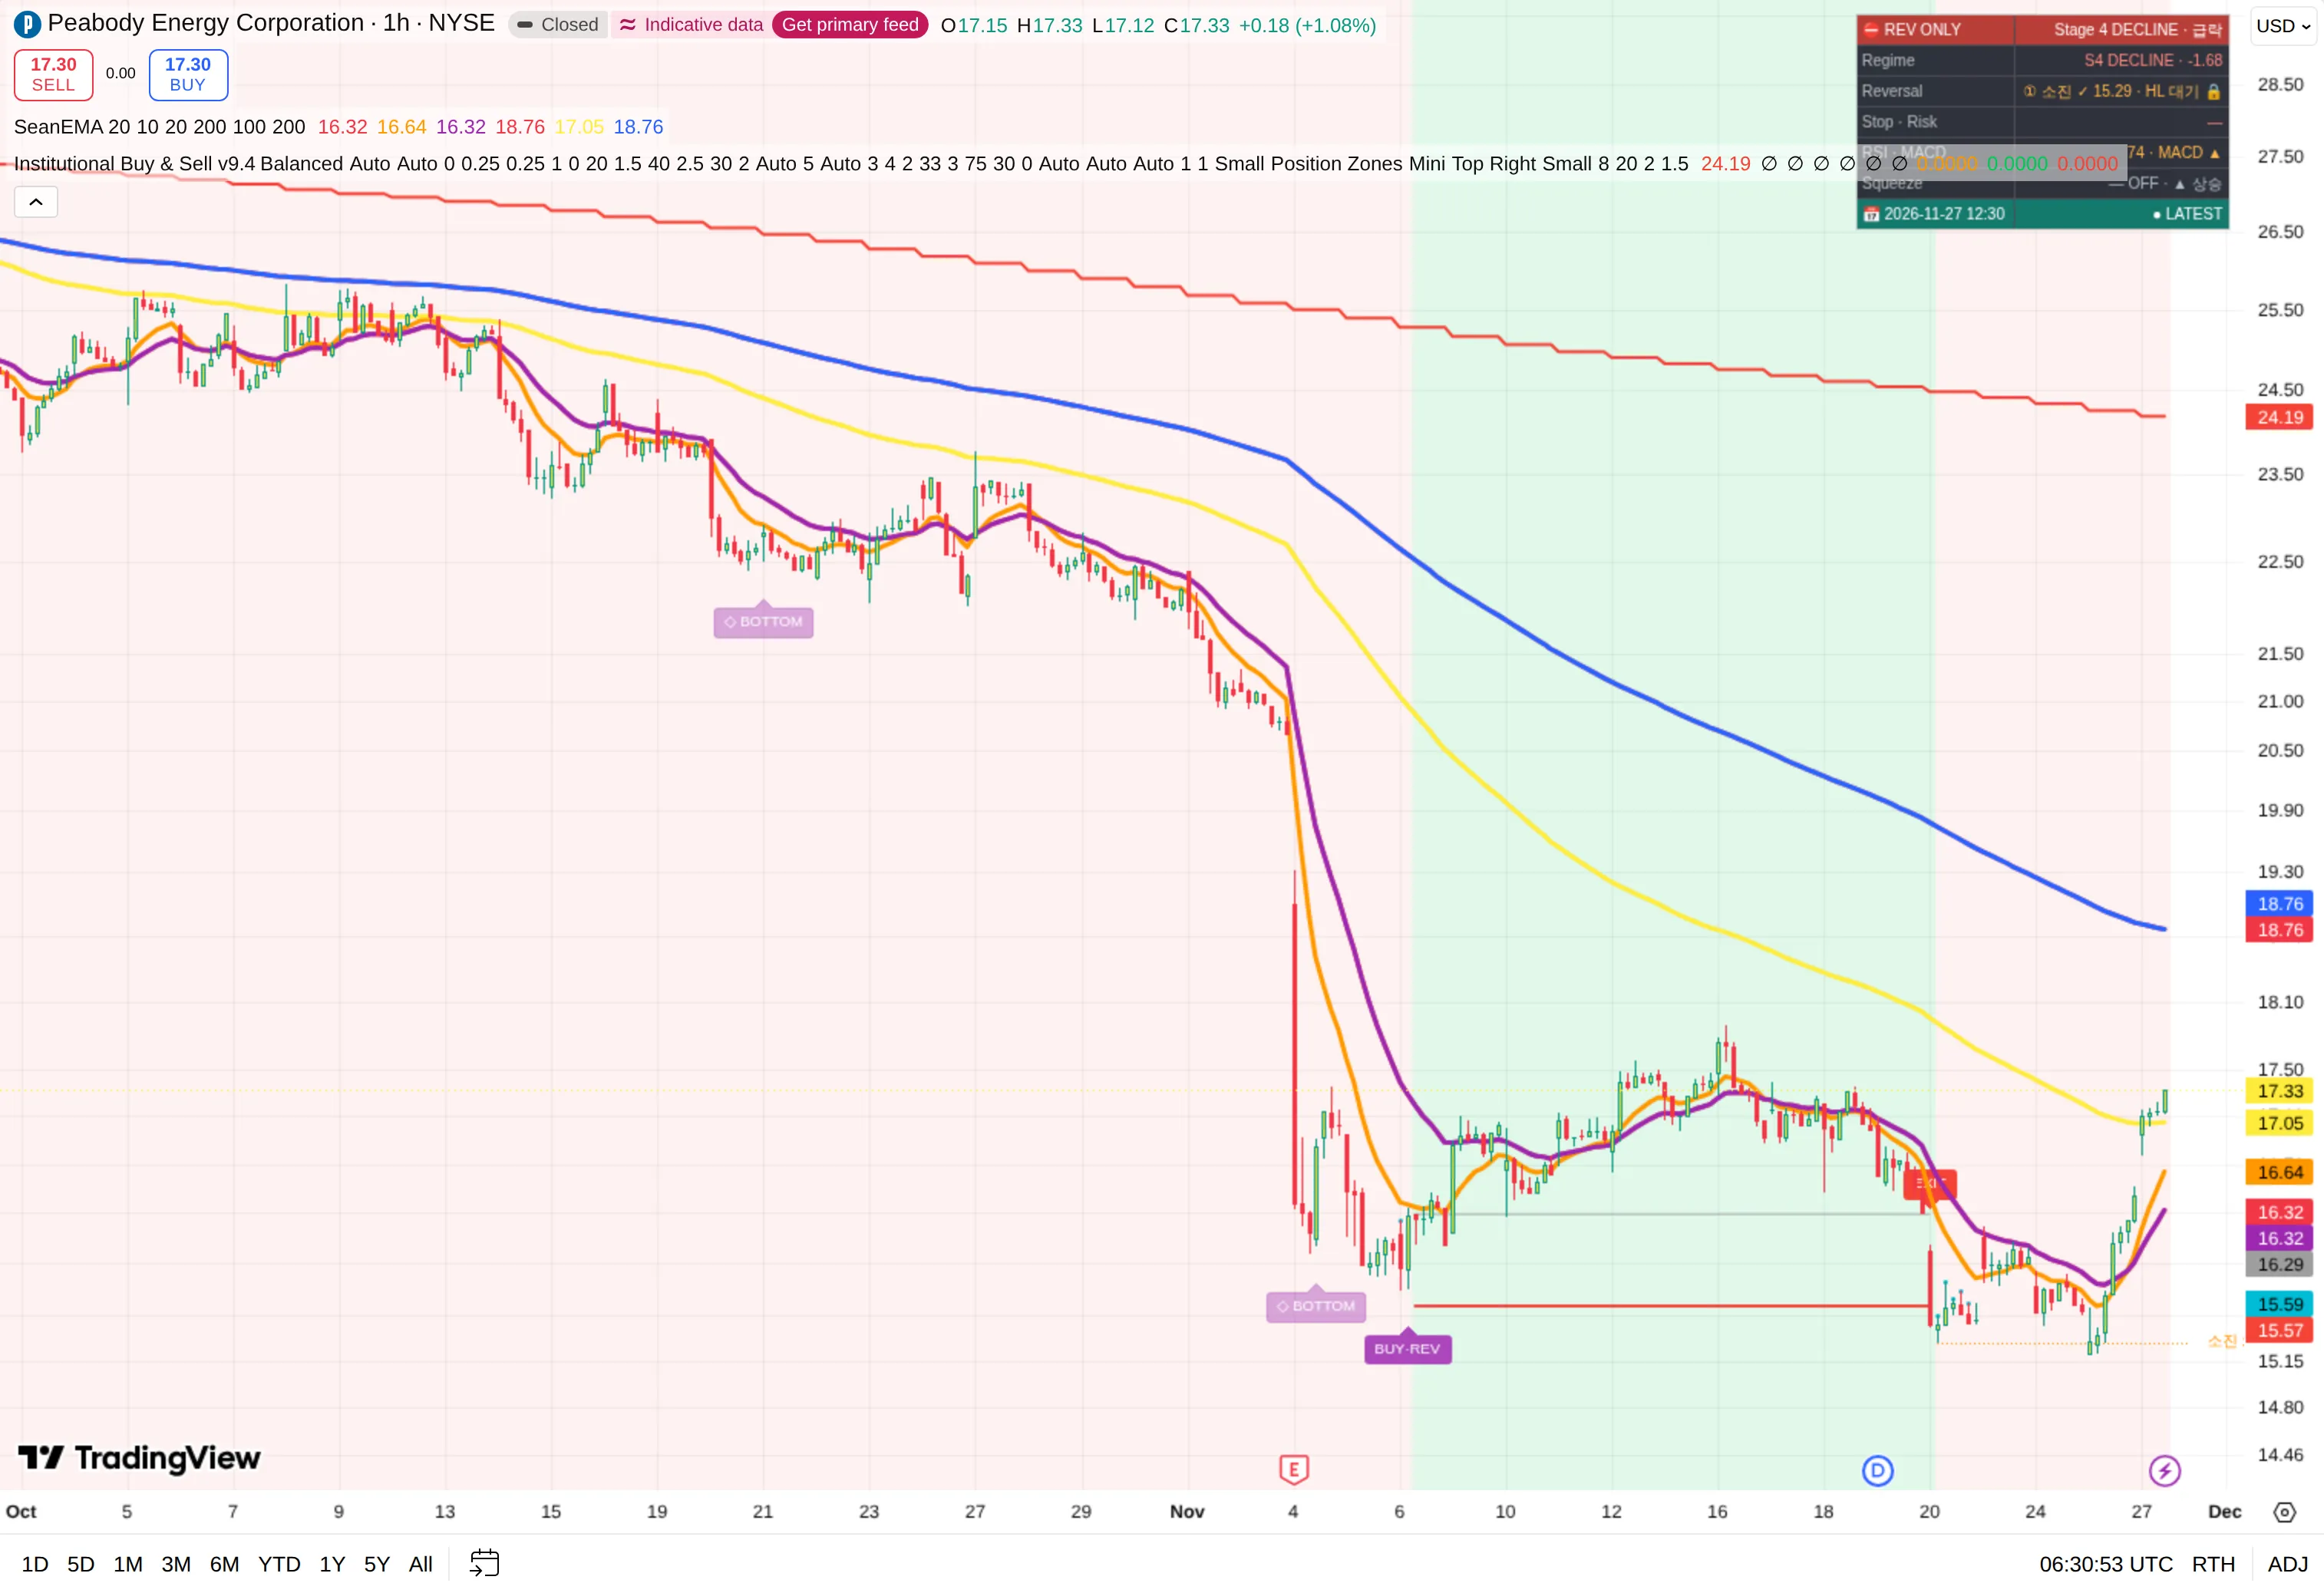 Peabody Energy Corporation · 1h · NYSE Closed Indicative data Get primary feed O17.15 H17.33 L17.12 C17.33 +0.18 (+1.08%)
17.30 SELL 0.00 17.30 BUY
SeanEMA 20 10 20 200 100 200 16.32 16.64 16.32 18.76 17.05 18.76
Institutional Buy & Sell v9.4 Balanced Auto Auto 0 0.25 0.25 1 0 20 1.5 40 2.5 30 2 Auto 5 Auto 3 4 2 33 3 75 30 0 Auto Auto Auto 1 1 Small Position Zones Mini Top Right Small 8 20 2 1.5 24.19 ∅ ∅ ∅ ∅ ∅ ∅ 0.0000 0.0000 0.0000
REV ONLY Stage 4 DECLINE · 급락
Regime S4 DECLINE · -1.68
Reversal ① 소진 ✓ 15.29 · HL 대기
Stop · Risk —
RSI · MACD 74 · MACD ▲
Squeeze — OFF · ▲ 상승
2026-11-27 12:30 ● LATEST
USD
28.50
27.50
26.50
25.50
24.50
24.19
23.50
22.50
21.50
21.00
20.50
19.90
19.30
18.76
18.76
18.10
17.50
17.33
17.05
16.64
16.32
16.32
16.29
15.59
15.57
15.15
14.80
14.46
◇ BOTTOM
◇ BOTTOM
BUY-REV
EXIT
소진
TradingView
E
D
Oct 5 7 9 13 15 19 21 23 27 29 Nov 4 6 10 12 16 18 20 24 27 Dec
1D 5D 1M 3M 6M YTD 1Y 5Y All 06:30:53 UTC RTH ADJ